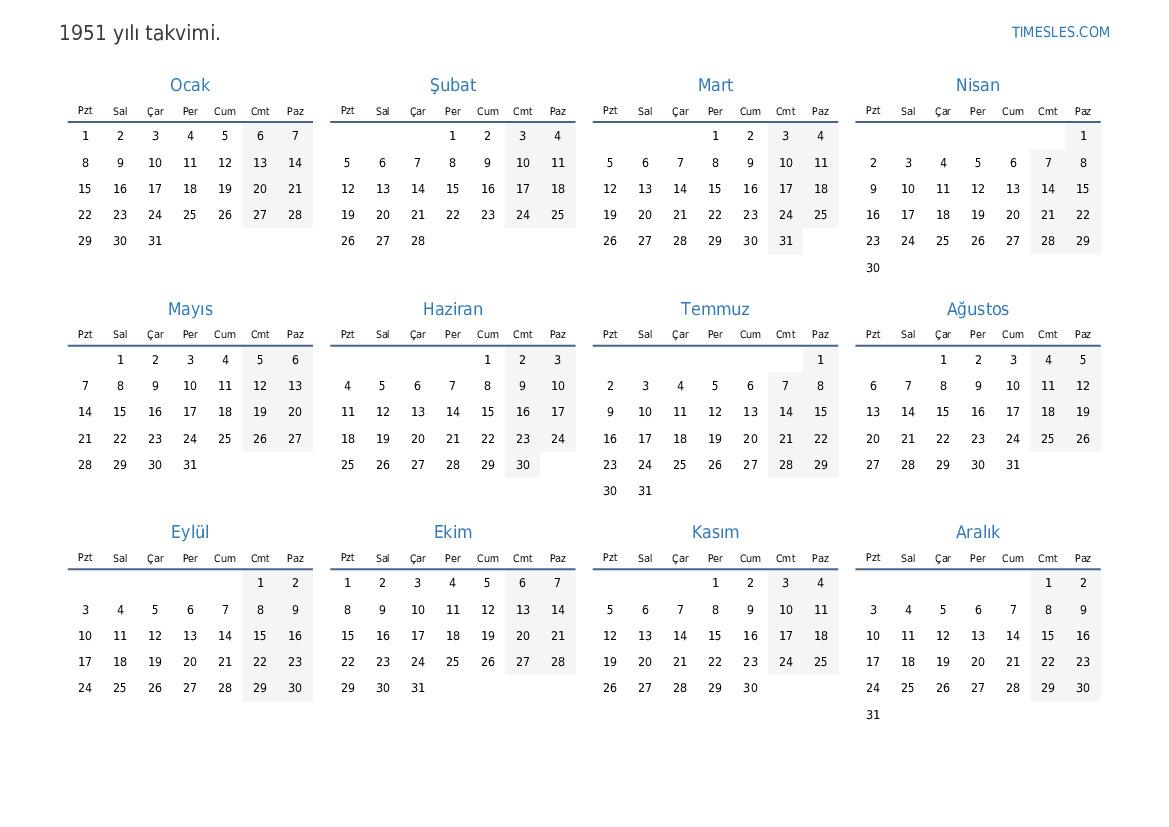 1951 yılı takvimi.
TIMESLES.COM
Ocak
Pzt Sal Çar Per Cum Cmt Paz
1 2 3 4 5 6 7
8 9 10 11 12 13 14
15 16 17 18 19 20 21
22 23 24 25 26 27 28
29 30 31
Şubat
Pzt Sal Çar Per Cum Cmt Paz
1 2 3 4
5 6 7 8 9 10 11
12 13 14 15 16 17 18
19 20 21 22 23 24 25
26 27 28
Mart
Pzt Sal Çar Per Cum Cmt Paz
1 2 3 4
5 6 7 8 9 10 11
12 13 14 15 16 17 18
19 20 21 22 23 24 25
26 27 28 29 30 31
Nisan
Pzt Sal Çar Per Cum Cmt Paz
1
2 3 4 5 6 7 8
9 10 11 12 13 14 15
16 17 18 19 20 21 22
23 24 25 26 27 28 29
30
Mayıs
Pzt Sal Çar Per Cum Cmt Paz
1 2 3 4 5 6
7 8 9 10 11 12 13
14 15 16 17 18 19 20
21 22 23 24 25 26 27
28 29 30 31
Haziran
Pzt Sal Çar Per Cum Cmt Paz
1 2 3
4 5 6 7 8 9 10
11 12 13 14 15 16 17
18 19 20 21 22 23 24
25 26 27 28 29 30
Temmuz
Pzt Sal Çar Per Cum Cmt Paz
1
2 3 4 5 6 7 8
9 10 11 12 13 14 15
16 17 18 19 20 21 22
23 24 25 26 27 28 29
30 31
Ağustos
Pzt Sal Çar Per Cum Cmt Paz
1 2 3 4 5
6 7 8 9 10 11 12
13 14 15 16 17 18 19
20 21 22 23 24 25 26
27 28 29 30 31
Eylül
Pzt Sal Çar Per Cum Cmt Paz
1 2
3 4 5 6 7 8 9
10 11 12 13 14 15 16
17 18 19 20 21 22 23
24 25 26 27 28 29 30
Ekim
Pzt Sal Çar Per Cum Cmt Paz
1 2 3 4 5 6 7
8 9 10 11 12 13 14
15 16 17 18 19 20 21
22 23 24 25 26 27 28
29 30 31
Kasım
Pzt Sal Çar Per Cum Cmt Paz
1 2 3 4
5 6 7 8 9 10 11
12 13 14 15 16 17 18
19 20 21 22 23 24 25
26 27 28 29 30
Aralık
Pzt Sal Çar Per Cum Cmt Paz
1 2
3 4 5 6 7 8 9
10 11 12 13 14 15 16
17 18 19 20 21 22 23
24 25 26 27 28 29 30
31